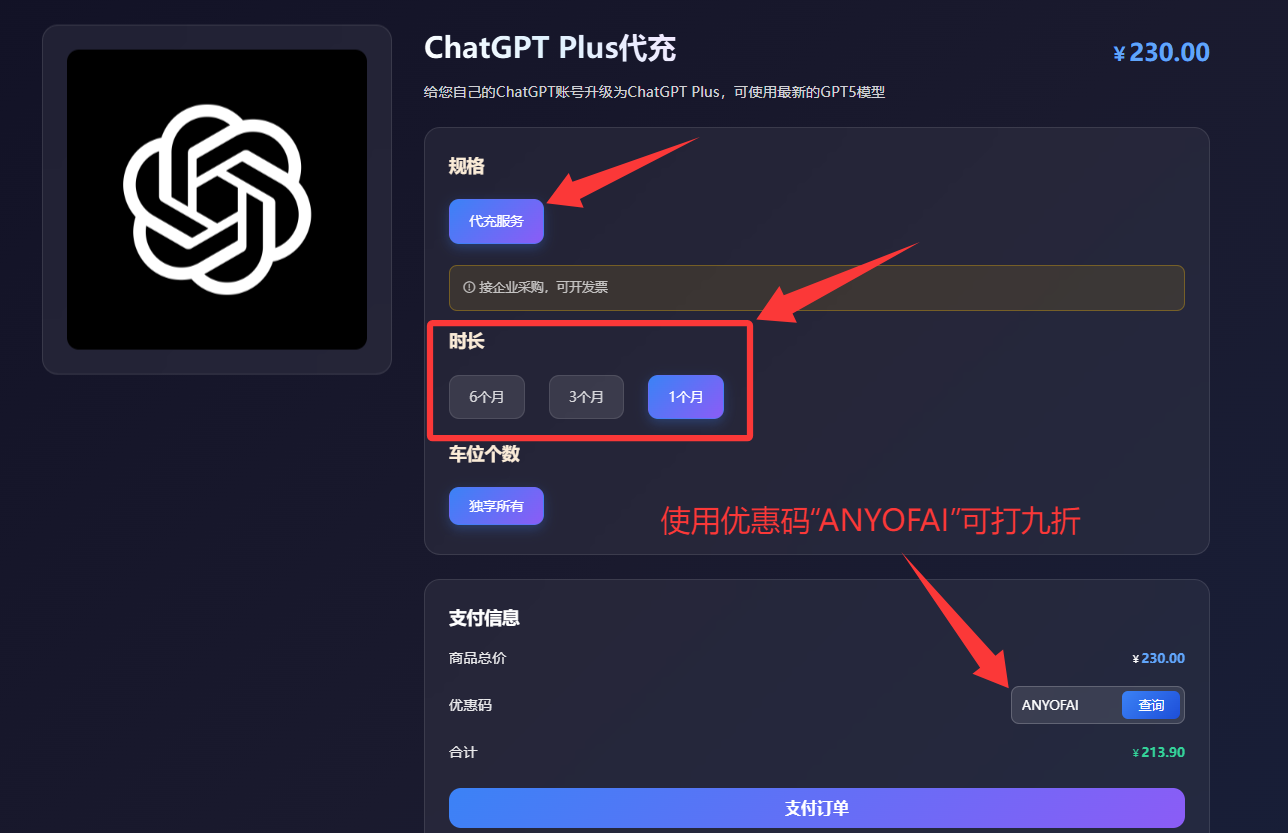 ChatGPT Plus代充
¥230.00
给您自己的ChatGPT账号升级为ChatGPT Plus，可使用最新的GPT5模型
规格
代充服务
接企业采购，可开发票
时长
6个月 3个月 1个月
车位个数
独享所有
使用优惠码“ANYOFAI”可打九折
支付信息
商品总价 ¥230.00
优惠码 ANYOFAI 查询
合计 ¥213.90
支付订单